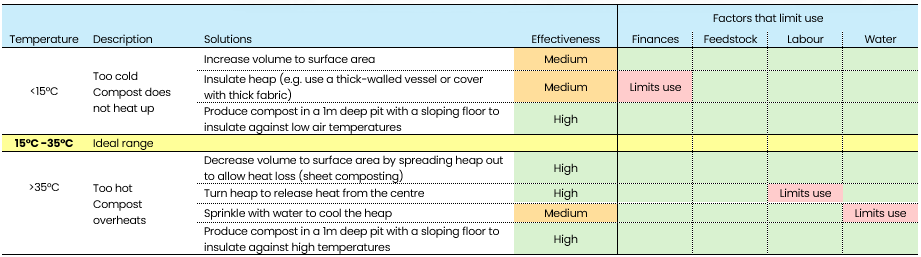 Factors that limit use
Temperature Description Solutions Effectiveness Finances Feedstock Labour Water
Increase volume to surface area Medium
<15°C
Too cold
Compost does
not heat up
Insulate heap (e.g. use a thick-walled vessel or cover
with thick fabric)
Medium Limits use
Produce compost in a 1m deep pit with a sloping floor to
insulate against low air temperatures
High
15°C -35°C Ideal range
>35°C
Too hot
Compost
overheats
Decrease volume to surface area by spreading heap out
to allow heat loss (sheet composting)
High
Turn heap to release heat from the centre High Limits use
Sprinkle with water to cool the heap Medium Limits use
Produce compost in a 1m deep pit with a sloping floor to
insulate against high temperatures
High